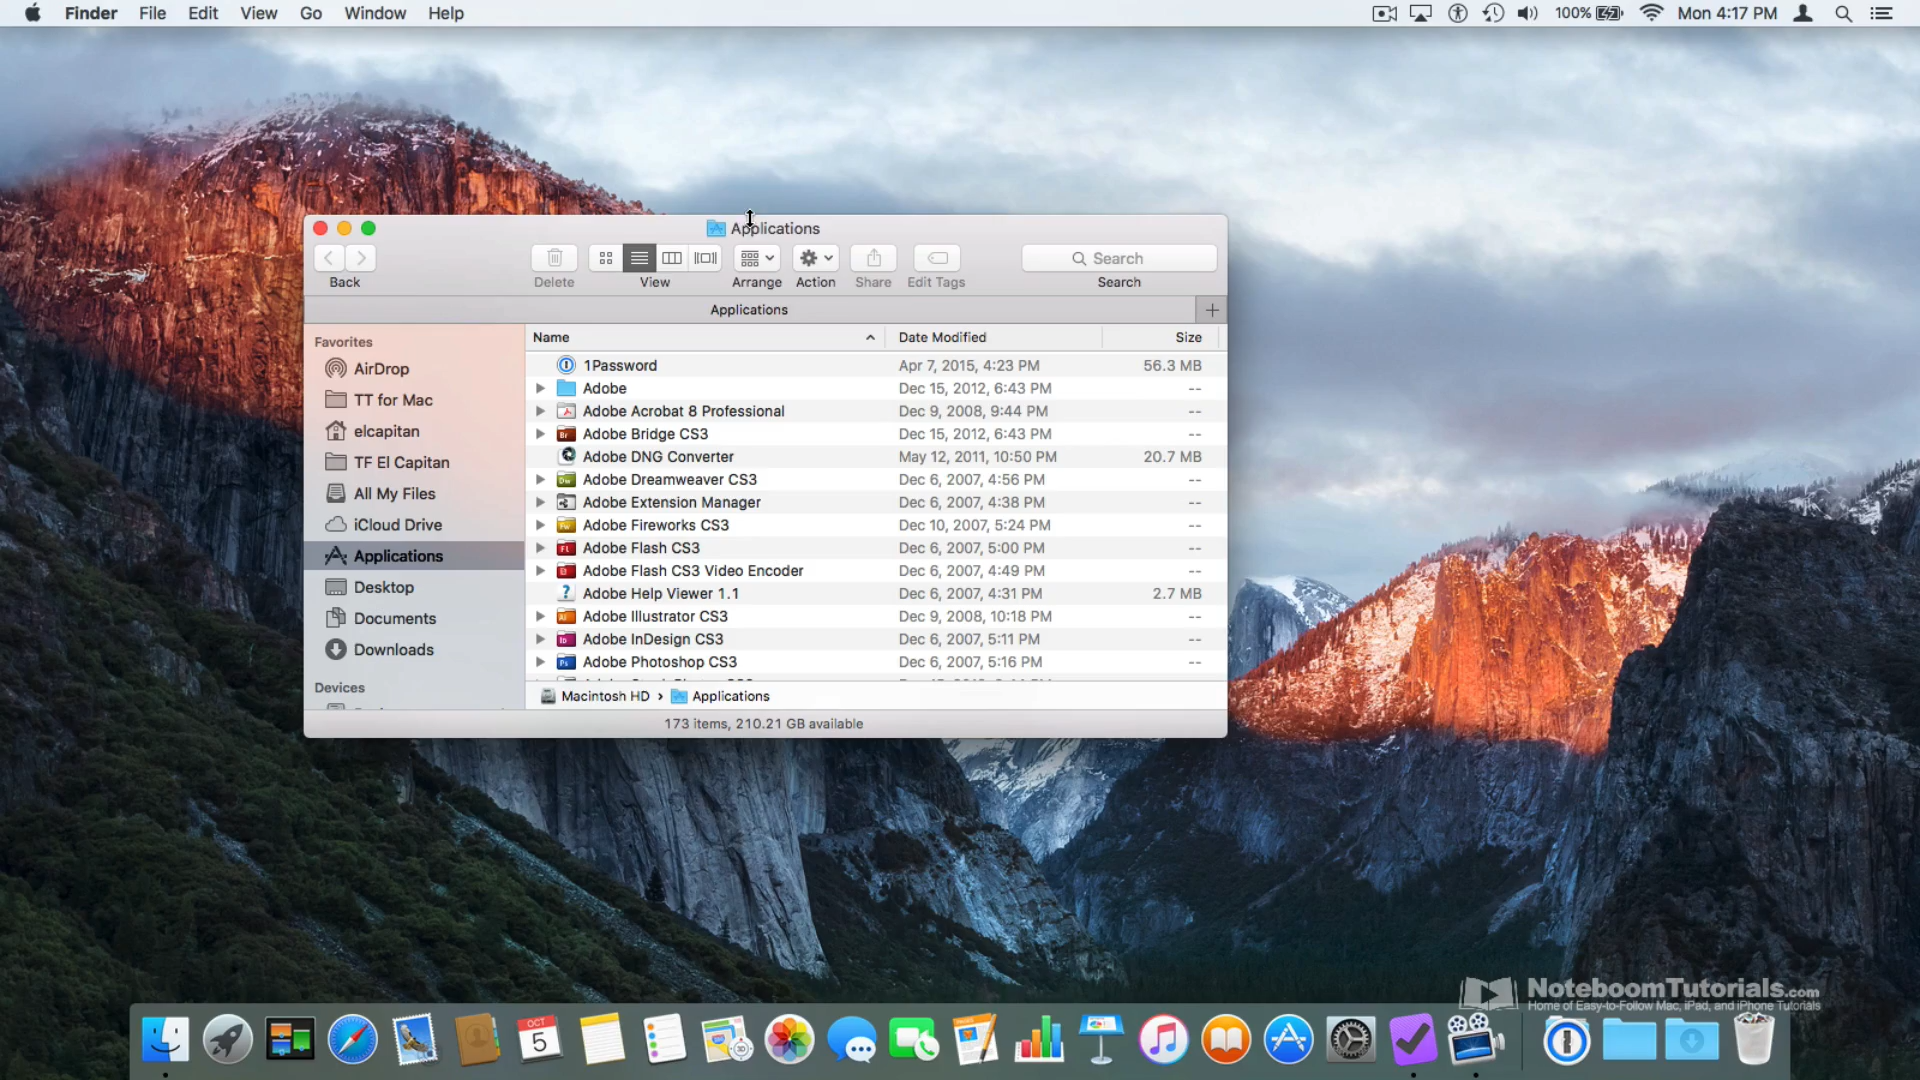 Finder File Edit View Go Window Help
100% Mon 4:17 PM
Applications
Search
Back Delete View Arrange Action Share Edit Tags Search
Applications
Name Date Modified Size
Favorites
AirDrop
TT for Mac
elcapitan
TF El Capitan
All My Files
iCloud Drive
Applications
Desktop
Documents
Downloads
Devices
1Password Apr 7, 2015, 4:23 PM 56.3 MB
Adobe Dec 15, 2012, 6:43 PM --
Adobe Acrobat 8 Professional Dec 9, 2008, 9:44 PM --
Adobe Bridge CS3 Dec 15, 2012, 6:43 PM --
Adobe DNG Converter May 12, 2011, 10:50 PM 20.7 MB
Adobe Dreamweaver CS3 Dec 6, 2007, 4:56 PM --
Adobe Extension Manager Dec 6, 2007, 4:38 PM --
Adobe Fireworks CS3 Dec 10, 2007, 5:24 PM --
Adobe Flash CS3 Dec 6, 2007, 5:00 PM --
Adobe Flash CS3 Video Encoder Dec 6, 2007, 4:49 PM --
Adobe Help Viewer 1.1 Dec 6, 2007, 4:31 PM 2.7 MB
Adobe Illustrator CS3 Dec 9, 2008, 10:18 PM --
Adobe InDesign CS3 Dec 6, 2007, 5:11 PM --
Adobe Photoshop CS3 Dec 6, 2007, 5:16 PM --
Macintosh HD › Applications
173 items, 210.21 GB available
NoteboomTutorials.com
Home of Easy-to-Follow Mac, iPad, and iPhone Tutorials
OCT
5
3D